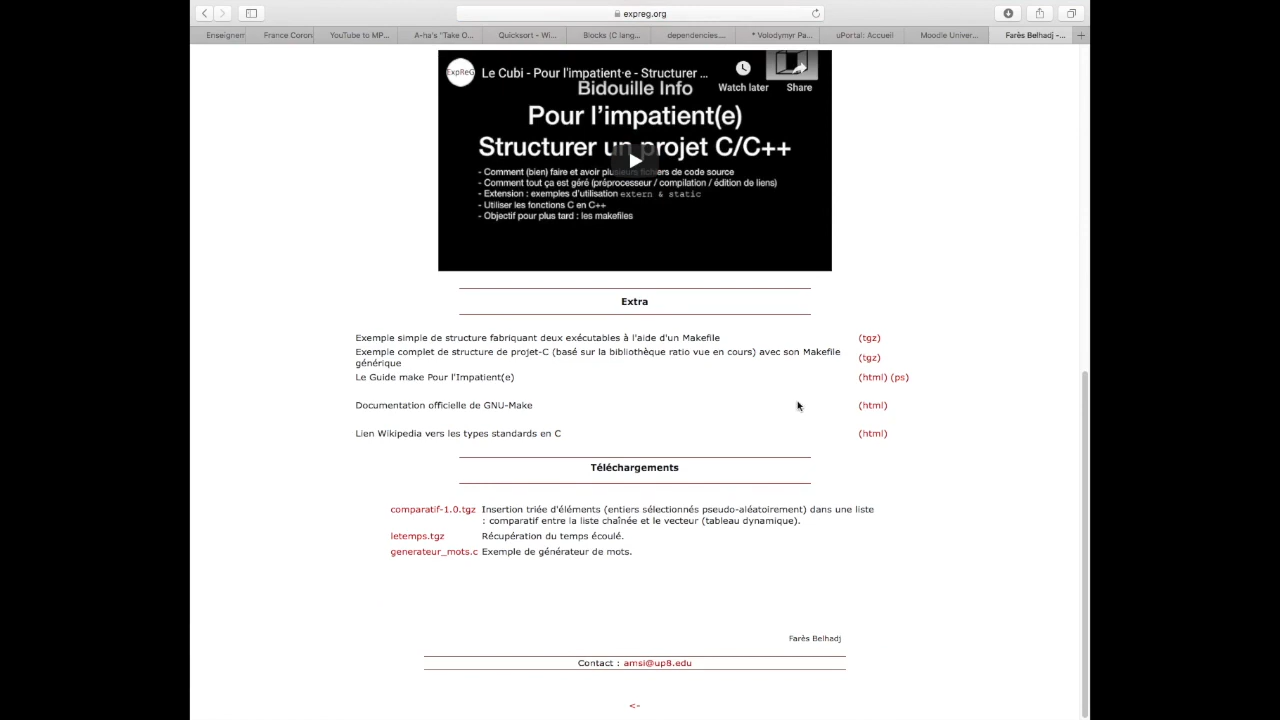 expreg.org
Enseignem
France Coron
YouTube to MP...
A-ha's "Take O...
Quicksort - Wi...
Blocks (C lang...
dependencies....
* Volodymyr Pa...
uPortal: Accueil
Moodle Univer...
Farès Belhadj -...
ExpReG
Le Cubi - Pour l'impatient·e - Structurer ...
Watch later
Share
Bidouille Info
Pour l'impatient(e)
Structurer un projet C/C++
- Comment (bien) faire et avoir plusieurs fichiers de code source
- Comment tout ça est géré (préprocesseur / compilation / édition de liens)
- Extension : exemples d'utilisation extern & static
- Utiliser les fonctions C en C++
- Objectif pour plus tard : les makefiles
Extra
Exemple simple de structure fabriquant deux exécutables à l'aide d'un Makefile (tgz)
Exemple complet de structure de projet-C (basé sur la bibliothèque ratio vue en cours) avec son Makefile (tgz)
générique
Le Guide make Pour l'Impatient(e) (html) (ps)
Documentation officielle de GNU-Make (html)
Lien Wikipedia vers les types standards en C (html)
Téléchargements
comparatif-1.0.tgz Insertion triée d'éléments (entiers sélectionnés pseudo-aléatoirement) dans une liste
: comparatif entre la liste chaînée et le vecteur (tableau dynamique).
letemps.tgz Récupération du temps écoulé.
generateur_mots.c Exemple de générateur de mots.
Farès Belhadj
Contact : amsi@up8.edu
<-